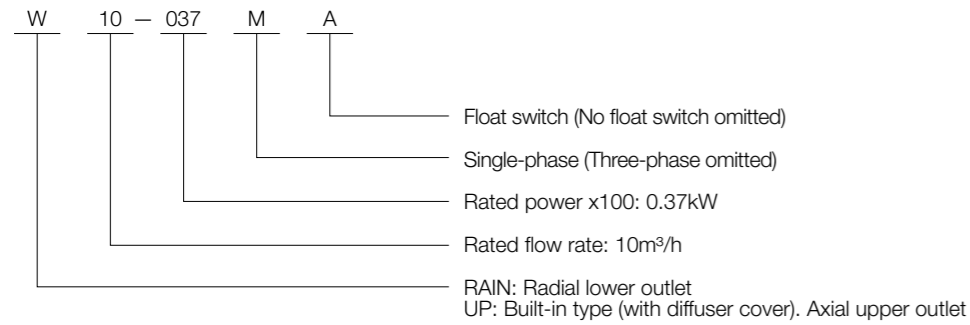 W 10 — 037 M A
Float switch (No float switch omitted)
Single-phase (Three-phase omitted)
Rated power x100: 0.37kW
Rated flow rate: 10m³/h
RAIN: Radial lower outlet
UP: Built-in type (with diffuser cover). Axial upper outlet